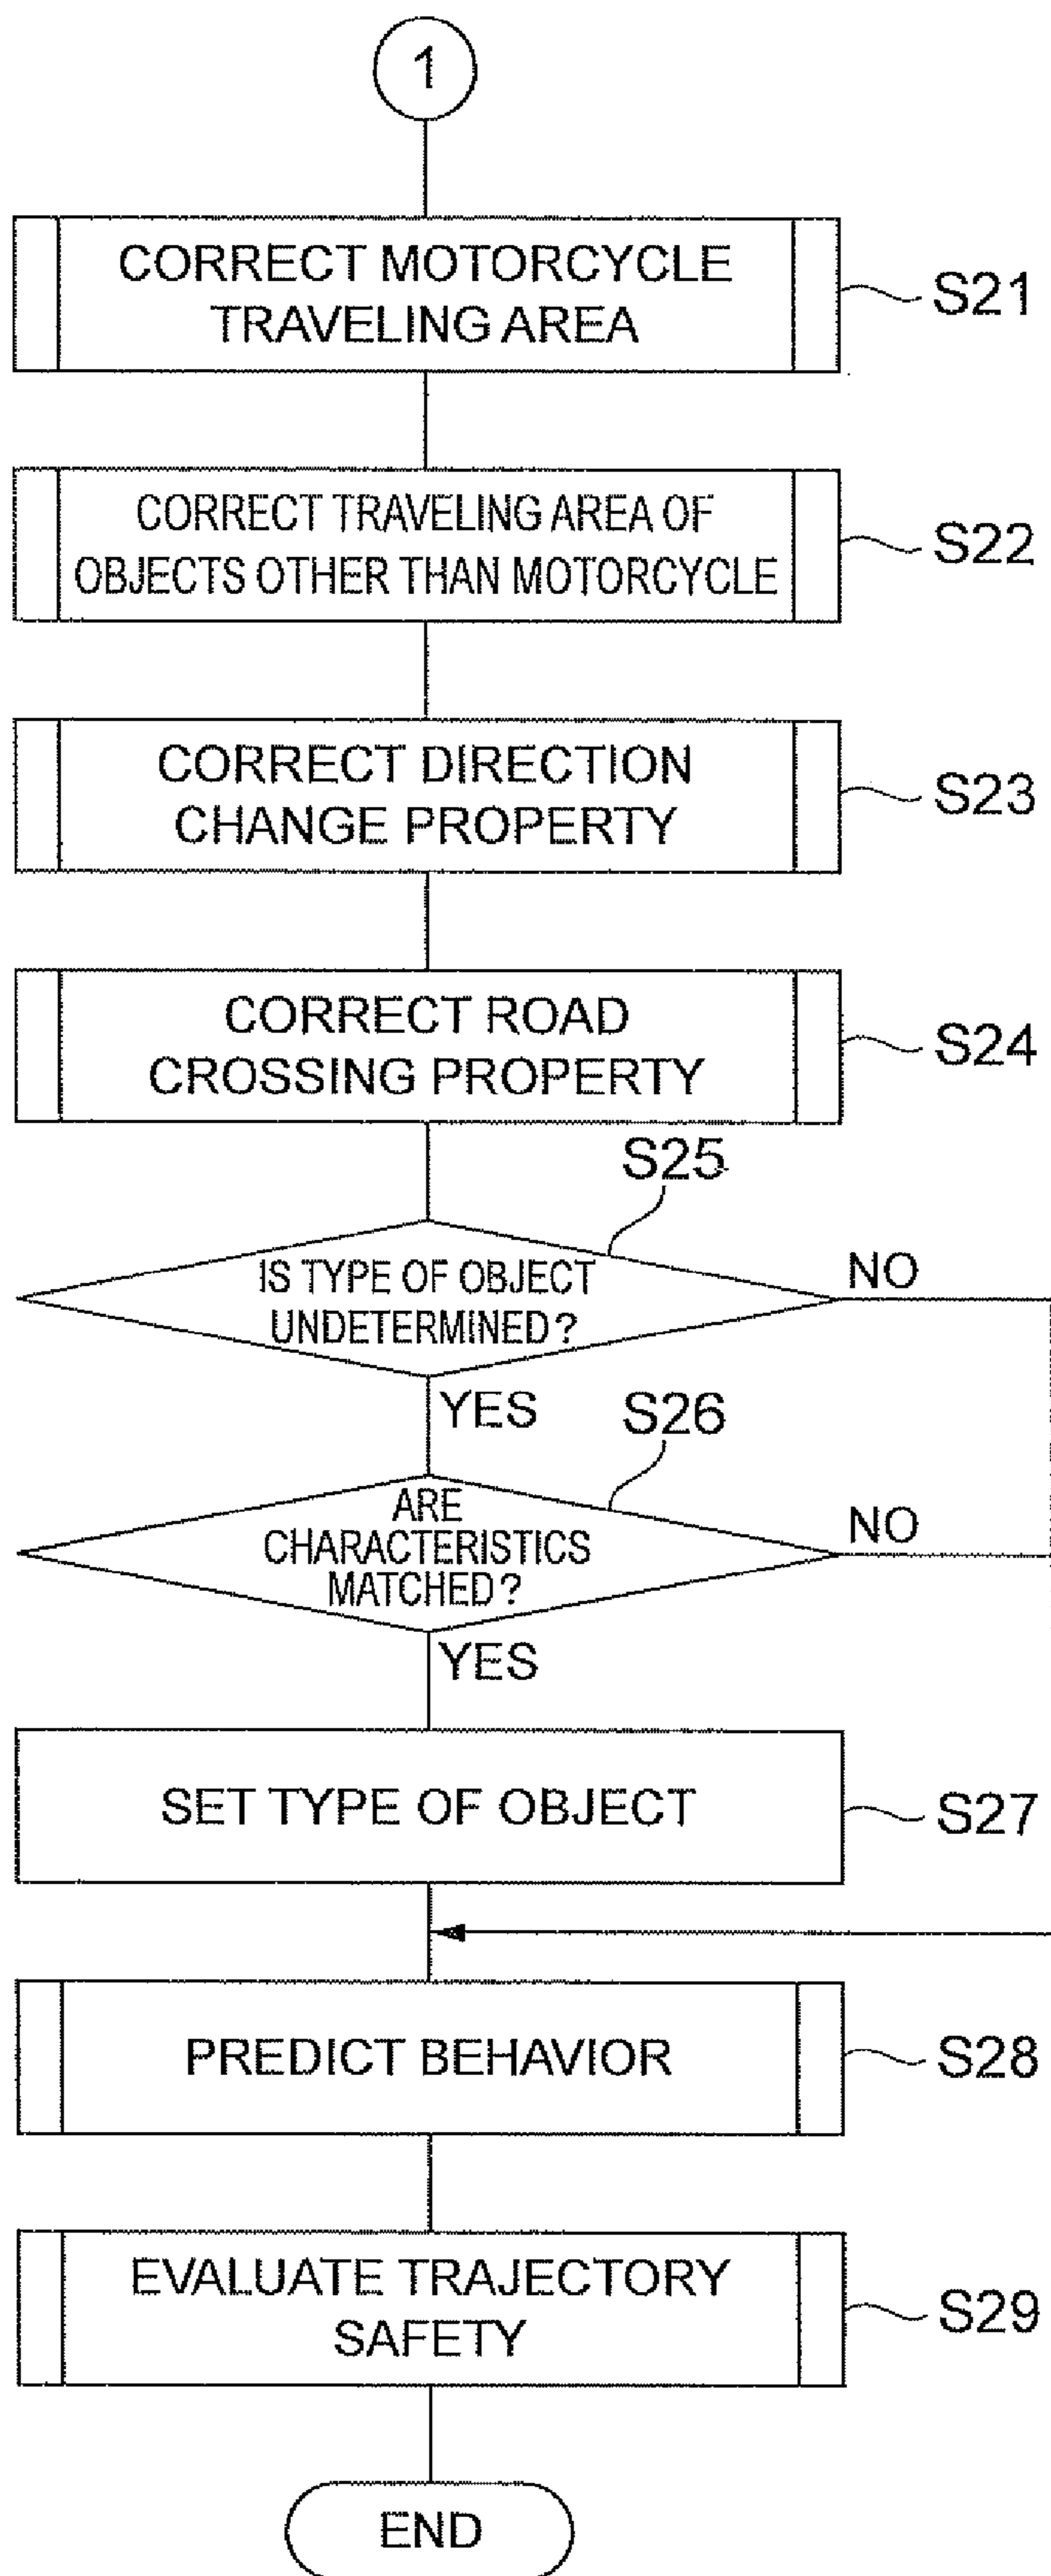 1
CORRECT MOTORCYCLE
TRAVELING AREA
S21
CORRECT TRAVELING AREA OF
OBJECTS OTHER THAN MOTORCYCLE
S22
CORRECT DIRECTION
CHANGE PROPERTY
S23
CORRECT ROAD
CROSSING PROPERTY
S24
S25
IS TYPE OF OBJECT
UNDETERMINED?
NO
YES
S26
ARE
CHARACTERISTICS
MATCHED?
NO
YES
SET TYPE OF OBJECT
S27
PREDICT BEHAVIOR
S28
EVALUATE TRAJECTORY
SAFETY
S29
END